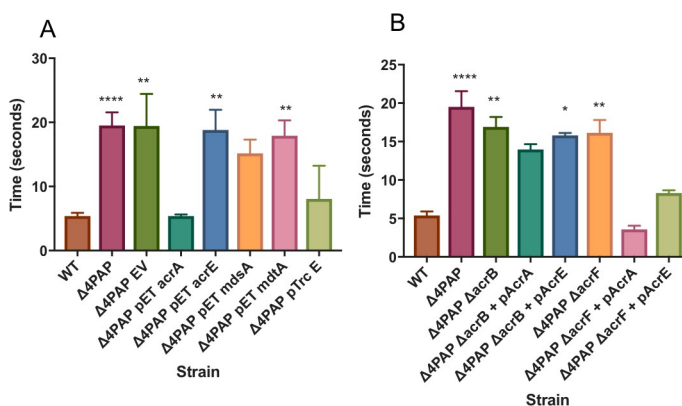 A
30
20
10
0
Time (seconds)
****
**
**
**
WT
Δ4PAP
Δ4PAP EV
Δ4PAP pET acrA
Δ4PAP pET acrE
Δ4PAP pET mdsA
Δ4PAP pET mdtA
Δ4PAP pTrc E
Strain
B
25
20
15
10
5
0
Time (seconds)
****
**
*
**
WT
Δ4PAP
Δ4PAP ΔacrB
Δ4PAP ΔacrB + pAcrA
Δ4PAP ΔacrB + pAcrE
Δ4PAP ΔacrF
Δ4PAP ΔacrF + pAcrA
Δ4PAP ΔacrF + pAcrE
Strain